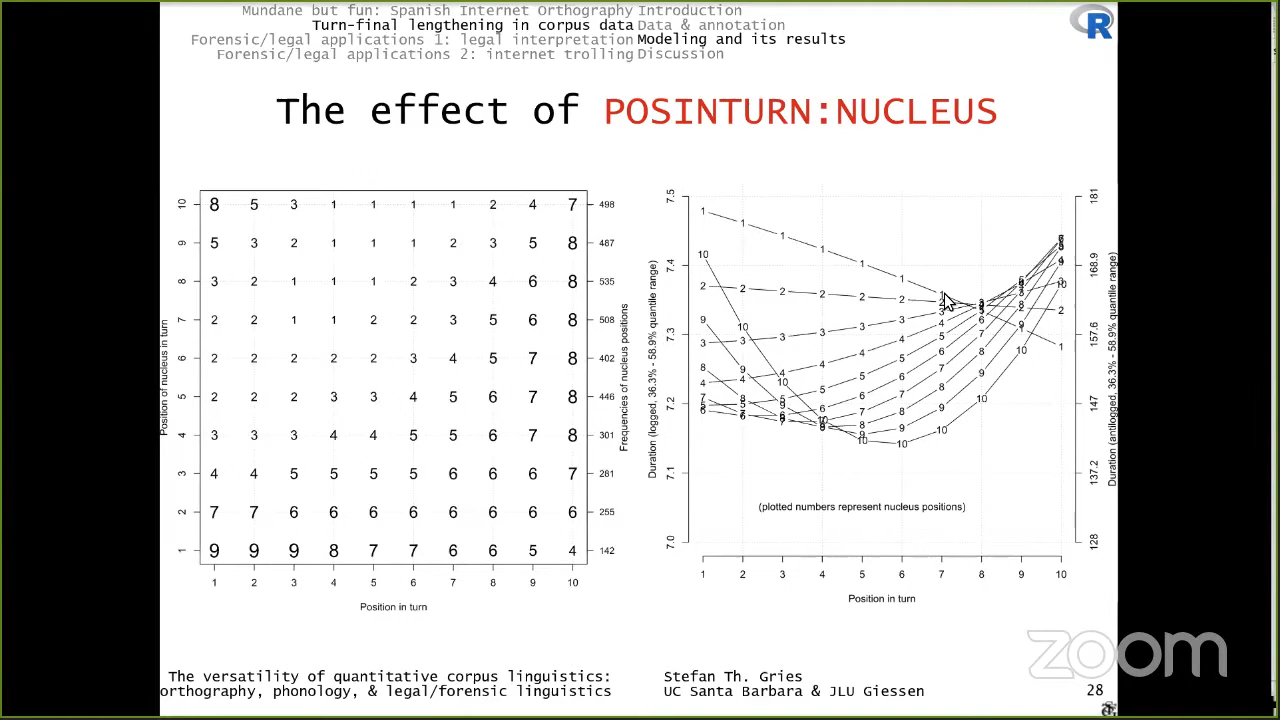 Mundane but fun: Spanish Internet Orthography Introduction
Turn-final lengthening in corpus data Data & annotation
Forensic/legal applications 1: legal interpretation Modeling and its results
Forensic/legal applications 2: internet trolling Discussion
R
The effect of POSINTURN:NUCLEUS
10 8 5 3 1 1 1 1 2 4 7 498
9 5 3 2 1 1 1 2 3 5 8 487
8 3 2 1 1 1 2 3 4 6 8 535
7 2 2 1 1 2 2 3 5 6 8 508
6 2 2 2 2 2 3 4 5 7 8 402
5 2 2 2 3 3 4 5 6 7 8 446
4 3 3 3 4 4 5 5 6 7 8 301
3 4 4 5 5 5 5 6 6 6 7 281
2 7 7 6 6 6 6 6 6 6 6 255
1 9 9 9 8 7 7 6 6 5 4 142
1 2 3 4 5 6 7 8 9 10
Position in turn
Position of nucleus in turn
Frequencies of nucleus positions
Duration (logged, 36.3% - 58.9% quantile range)
7.5
7.4
7.3
7.2
7.1
7.0
(plotted numbers represent nucleus positions)
1 2 3 4 5 6 7 8 9 10
Position in turn
181
168.9
157.6
147
137.2
128
Duration (antilogged, 36.3% - 58.9% quantile range)
zoom
The versatility of quantitative corpus linguistics:
orthography, phonology, & legal/forensic linguistics
Stefan Th. Gries
UC Santa Barbara & JLU Giessen
28